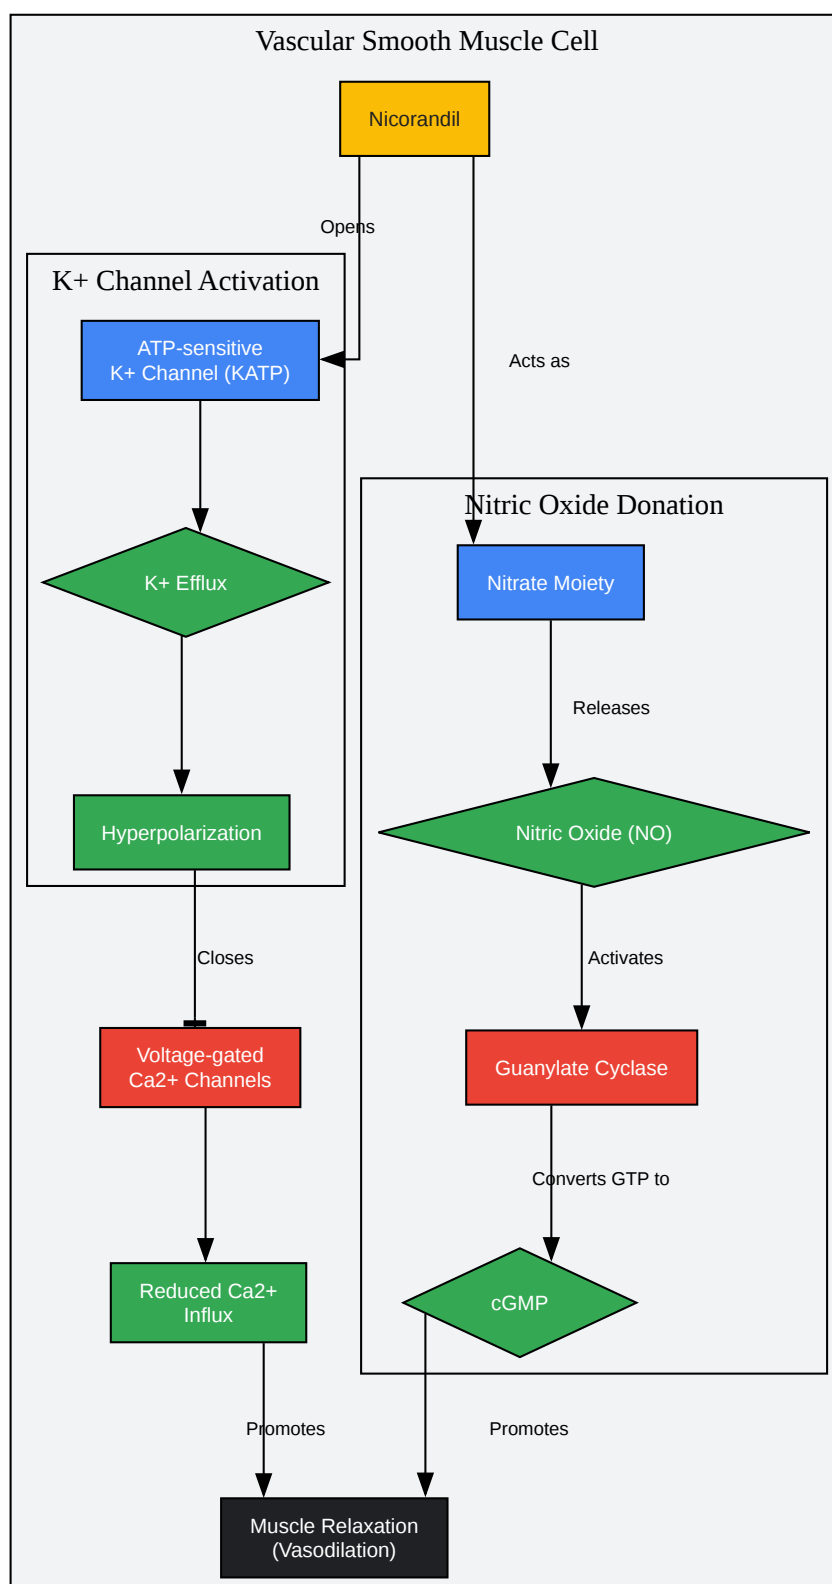 Vascular Smooth Muscle Cell
Nicorandil
Opens
K+ Channel Activation
ATP-sensitive
K+ Channel (KATP)
Acts as
Nitric Oxide Donation
K+ Efflux
Nitrate Moiety
Releases
Hyperpolarization
Nitric Oxide (NO)
Closes
Activates
Voltage-gated
Ca2+ Channels
Guanylate Cyclase
Converts GTP to
Reduced Ca2+
Influx
cGMP
Promotes
Promotes
Muscle Relaxation
(Vasodilation)